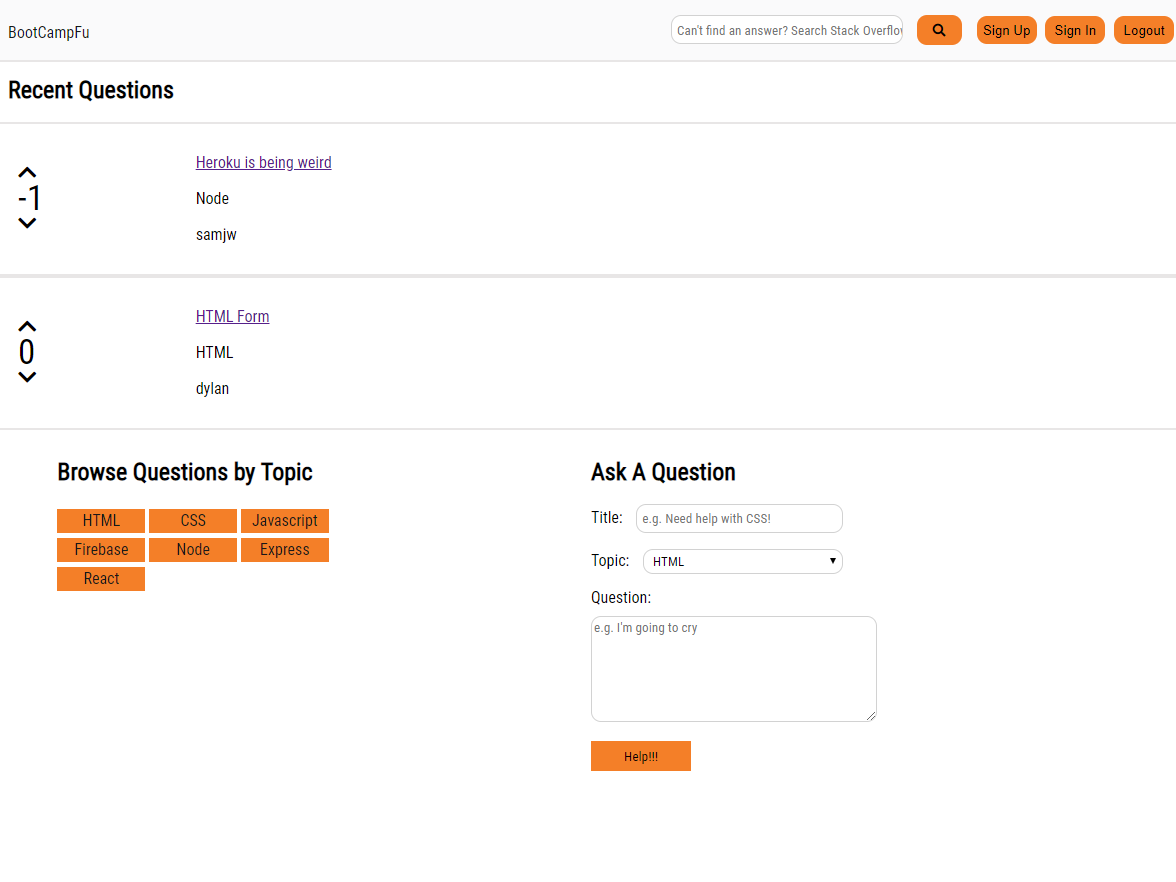 BootCampFu
Can't find an answer? Search Stack Overflov
Sign Up
Sign In
Logout
Recent Questions
-1
Heroku is being weird
Node
samjw
0
HTML Form
HTML
dylan
Browse Questions by Topic
HTML CSS Javascript
Firebase Node Express
React
Ask A Question
Title: e.g. Need help with CSS!
Topic: HTML
Question:
e.g. I'm going to cry
Help!!!